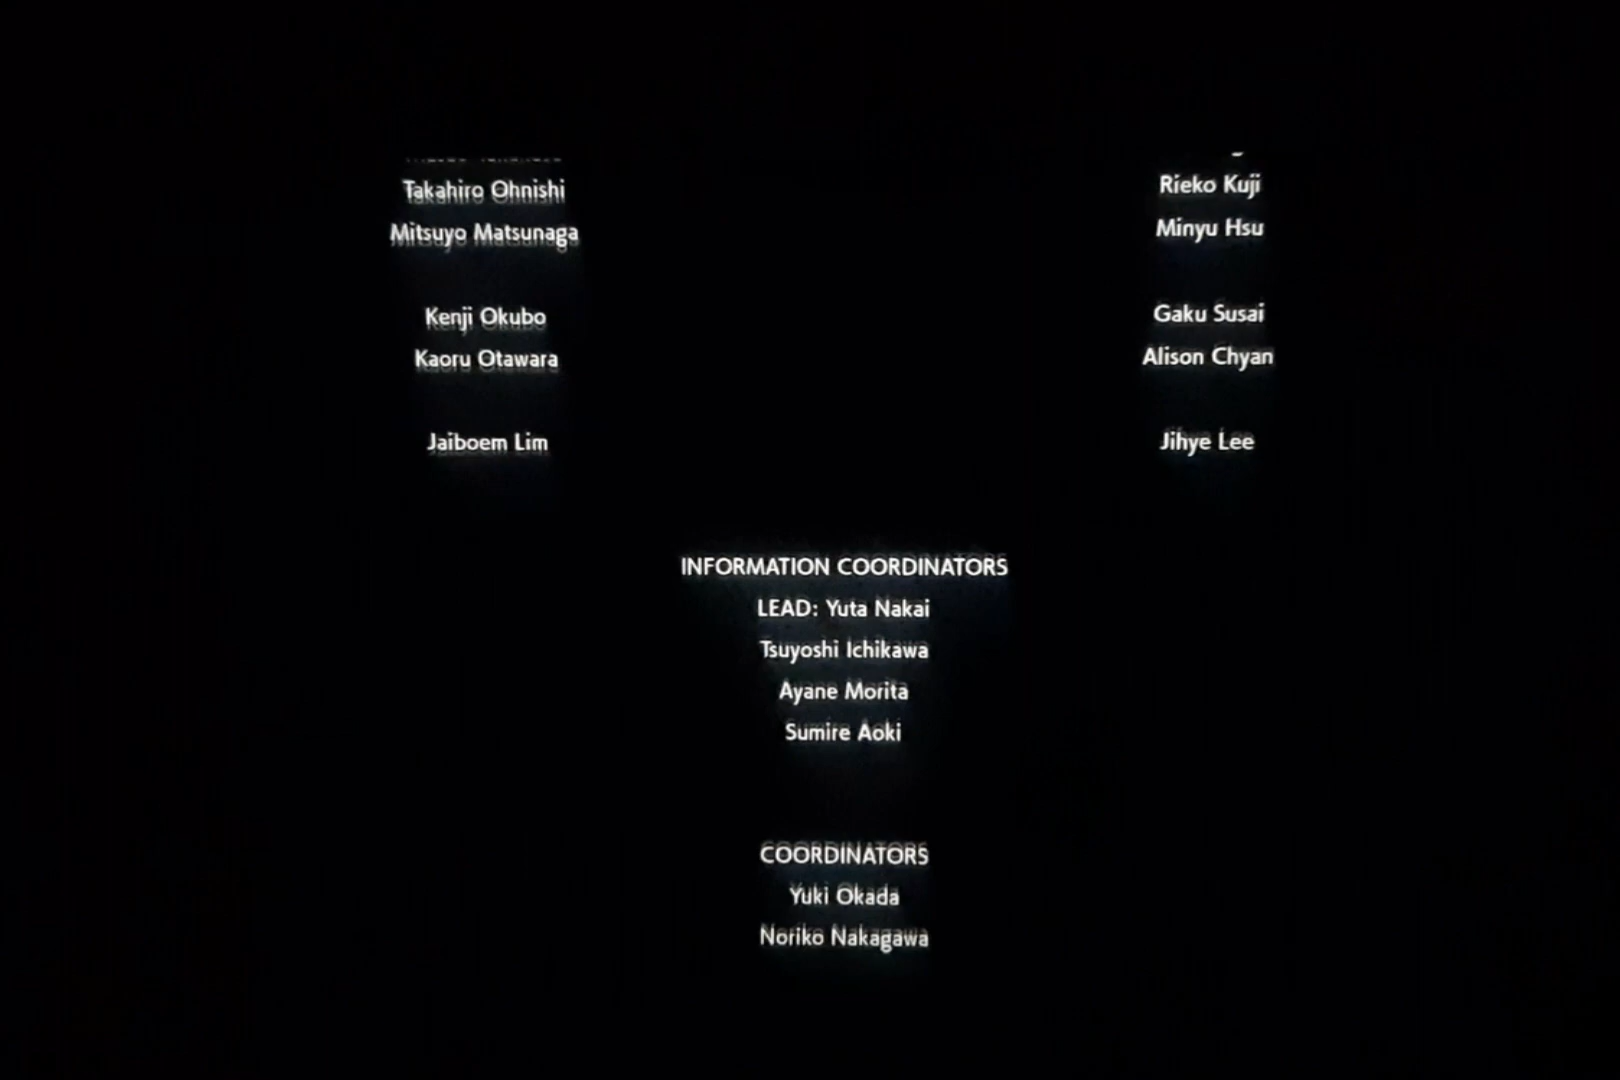 Takahiro Ohnishi
Rieko Kuji
Mitsuyo Matsunaga
Minyu Hsu
Kenji Okubo
Gaku Susai
Kaoru Otawara
Alison Chyan
Jaiboem Lim
Jihye Lee
INFORMATION COORDINATORS
LEAD: Yuta Nakai
Tsuyoshi Ichikawa
Ayane Morita
Sumire Aoki
COORDINATORS
Yuki Okada
Noriko Nakagawa